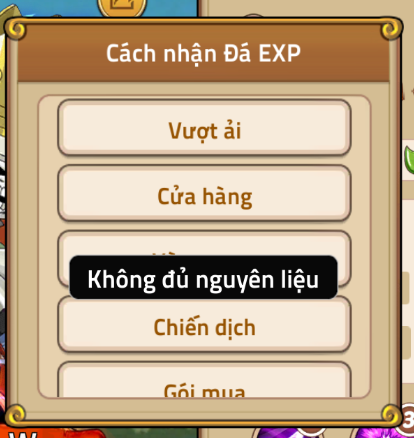 Cách nhận Đá EXP
Vượt ải
Cửa hàng
Không đủ nguyên liệu
Chiến dịch
Gói mua